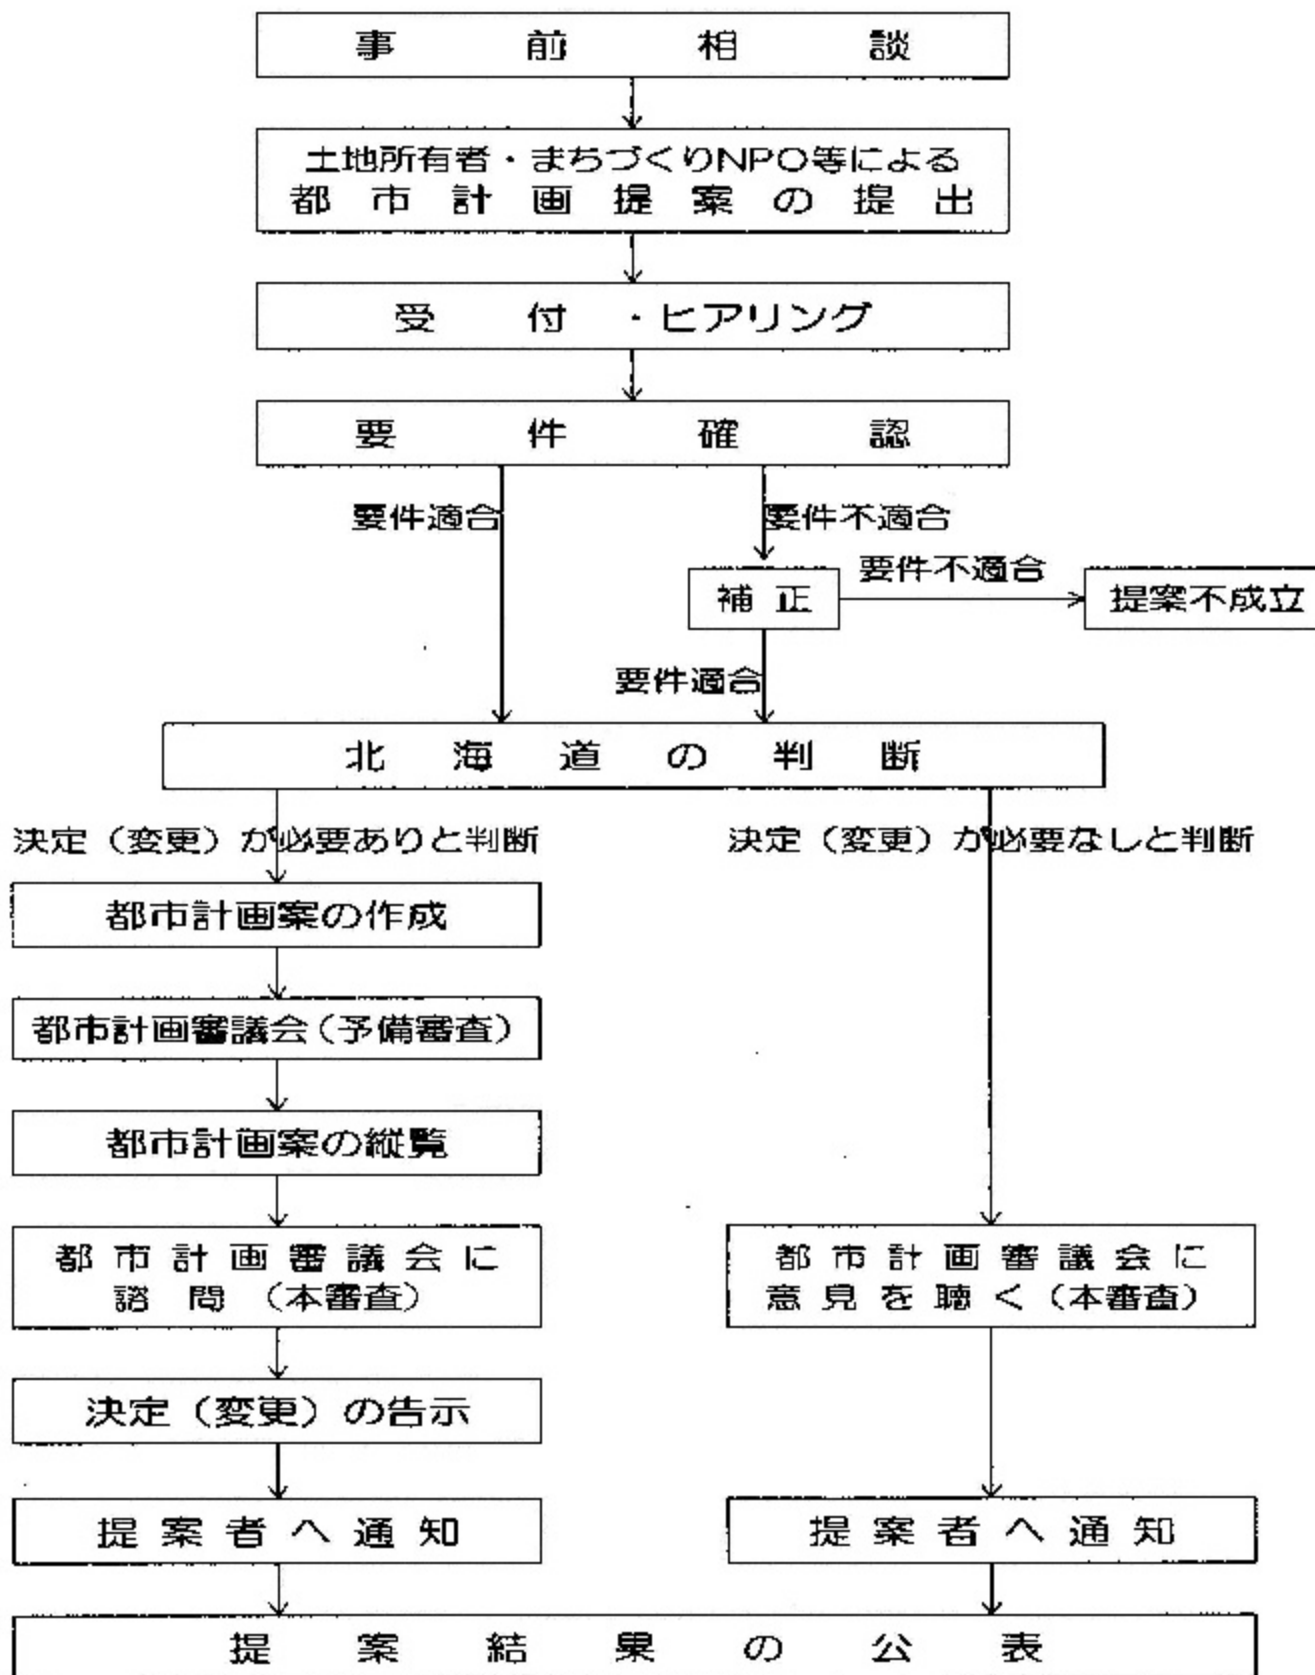 事前相談
土地所有者・まちづくりNPO等による
都市計画提案の提出
受付・ヒアリング
要件確認
要件適合
要件不適合
補正
要件不適合
提案不成立
要件適合
北海道の判断
決定（変更）が必要ありと判断
決定（変更）が必要なしと判断
都市計画案の作成
都市計画審議会（予備審査）
都市計画案の縦覧
都市計画審議会に
諮問（本審査）
都市計画審議会に
意見を聴く（本審査）
決定（変更）の告示
提案者へ通知
提案者へ通知
提案結果の公表